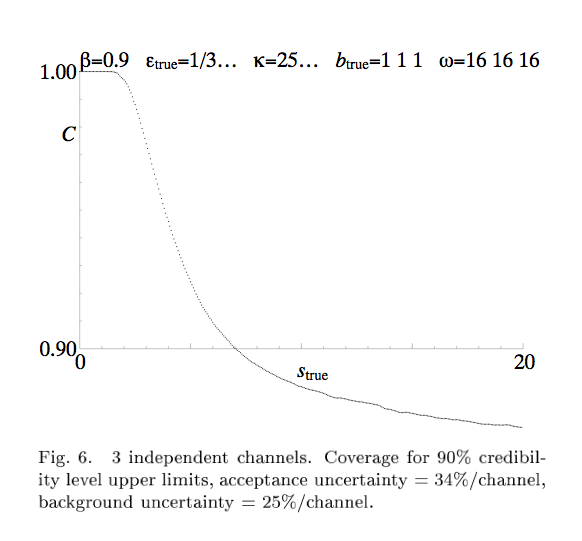 β=0.9 εtrue=1/3... κ=25... btrue=1 1 1 ω=16 16 16
1.00
C
0.90
0
20
strue
Fig. 6. 3 independent channels. Coverage for 90% credibil-
ity level upper limits, acceptance uncertainty = 34%/channel,
background uncertainty = 25%/channel.